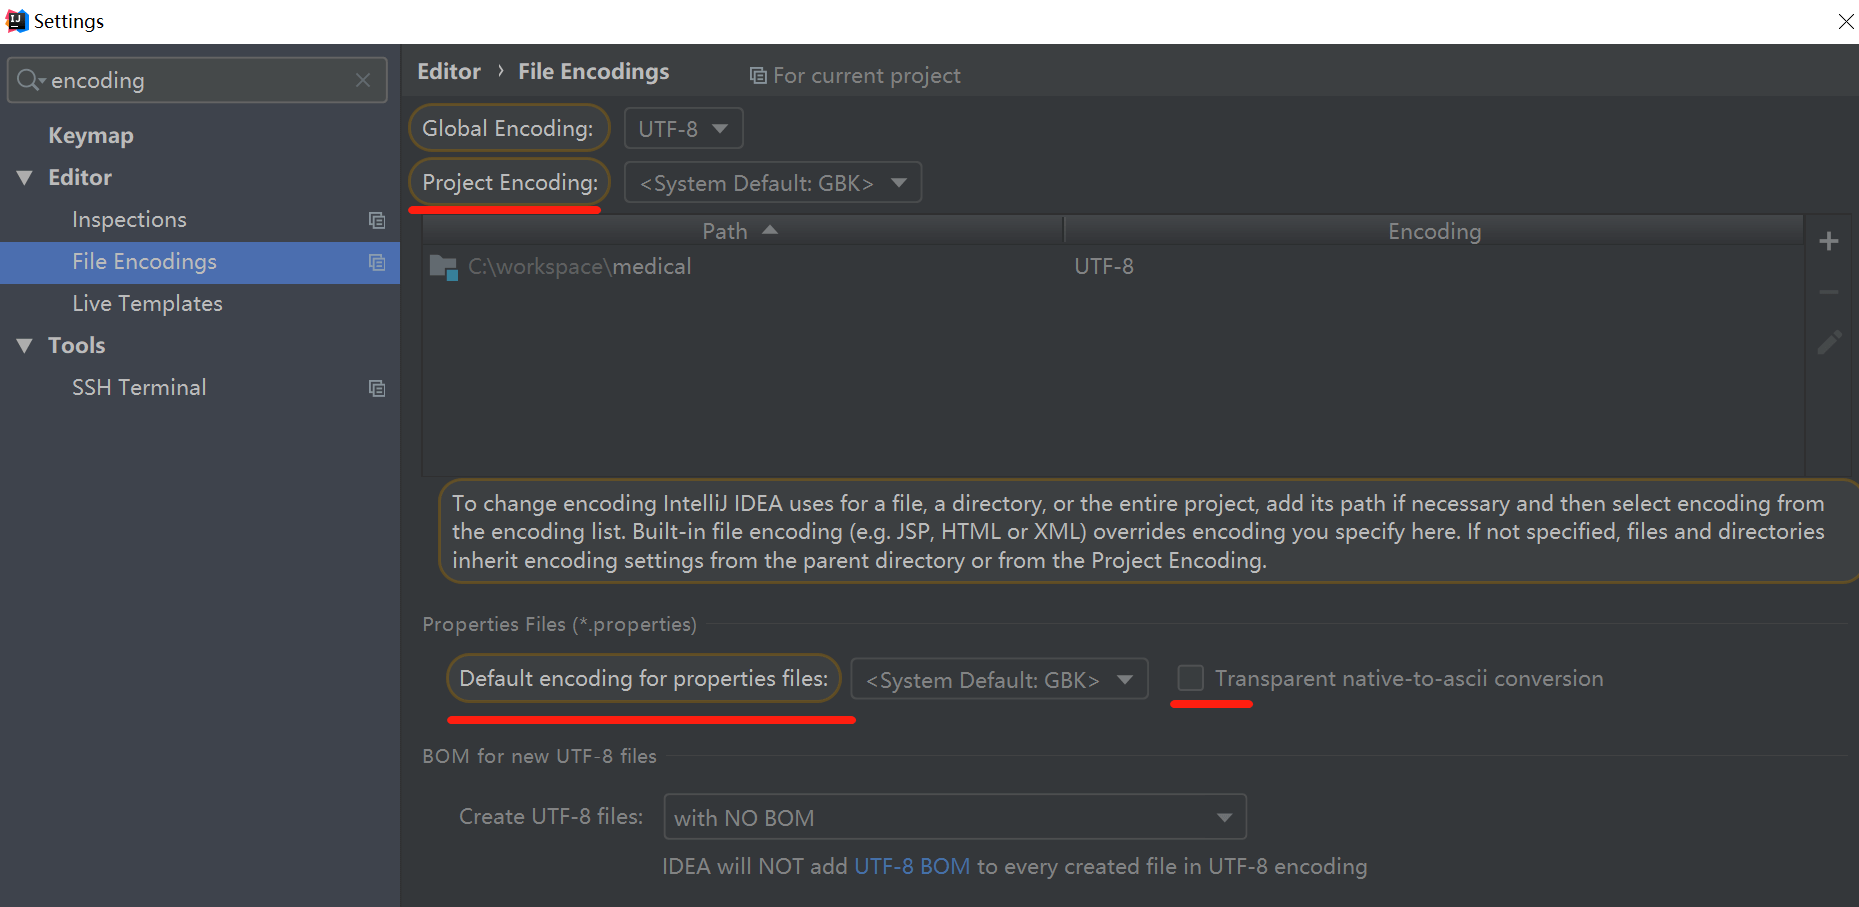 Settings
encoding
Keymap
Editor
Inspections
File Encodings
Live Templates
Tools
SSH Terminal
Editor › File Encodings For current project
Global Encoding: UTF-8
Project Encoding: <System Default: GBK>
Path Encoding
C:\workspace\medical UTF-8
To change encoding IntelliJ IDEA uses for a file, a directory, or the entire project, add its path if necessary and then select encoding from
the encoding list. Built-in file encoding (e.g. JSP, HTML or XML) overrides encoding you specify here. If not specified, files and directories
inherit encoding settings from the parent directory or from the Project Encoding.
Properties Files (*.properties)
Default encoding for properties files: <System Default: GBK> Transparent native-to-ascii conversion
BOM for new UTF-8 files
Create UTF-8 files: with NO BOM
IDEA will NOT add UTF-8 BOM to every created file in UTF-8 encoding